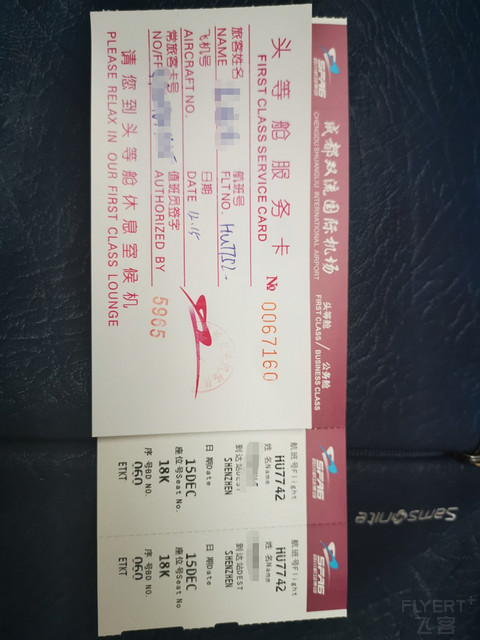 头等舱服务卡
FIRST CLASS SERVICE CARD
№ 0067160
旅客姓名
NAME
航班号
FLT NO.
飞机号
AIRCRAFT NO.
日期
DATE 12.15
常旅客卡号
NO/FF
值班员签字
AUTHORIZED BY
5965
请您到头等舱休息室候机
PLEASE RELAX IN OUR FIRST CLASS LOUNGE
SPAG
成都双流国际机场
CHENGDU SHUANGLIU INTERNATIONAL AIRPORT
头等舱 / 公务舱
FIRST CLASS / BUSINESS CLASS
SPAG
航班号Flight
HU7742
姓 名Name
到达站
SHENZHEN
日 期Date
15DEC
座位号Seat No.
18K
序 号BD NO.
060
ETKT
SPAG
航班号Flight
HU7742
姓 名Name
到达站DEST
SHENZHEN
日 期Date
15DEC
座位号Seat No.
18K
序 号BD NO.
060
ETKT
Samsonite
FLYERT
飞客